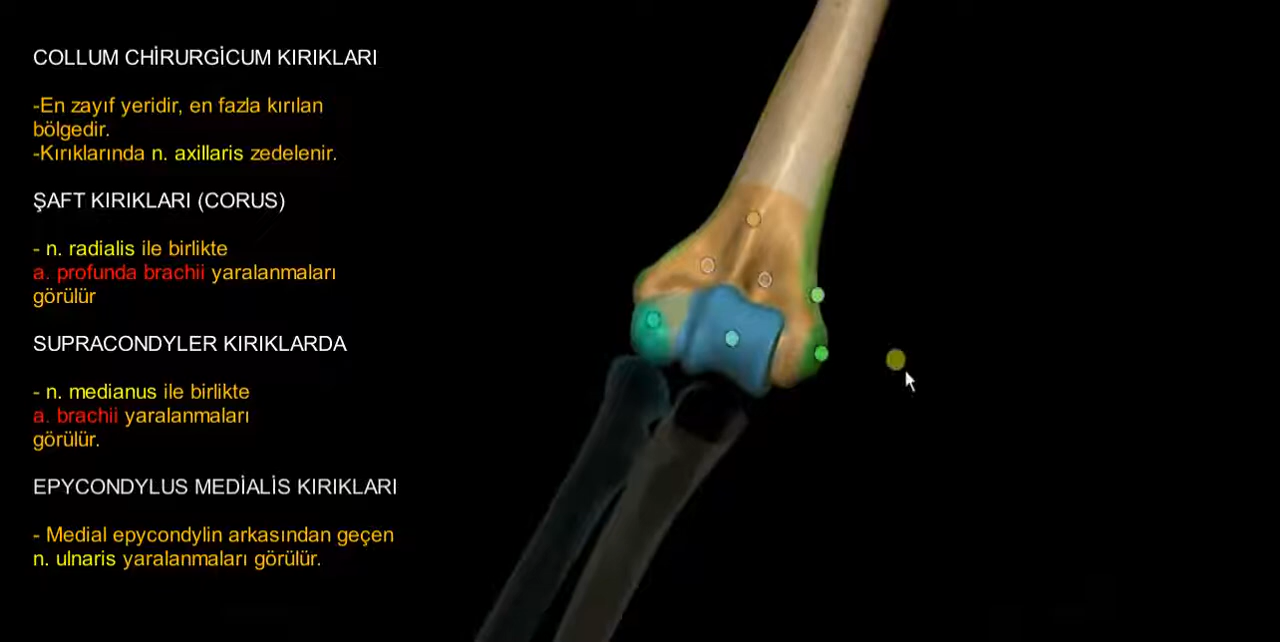 COLLUM CHİRURGİCUM KIRIKLARI
-En zayıf yeridir, en fazla kırılan
bölgedir.
-Kırıklarında n. axillaris zedelenir.
ŞAFT KIRIKLARI (CORUS)
- n. radialis ile birlikte
a. profunda brachii yaralanmaları
görülür
SUPRACONDYLER KIRIKLARDA
- n. medianus ile birlikte
a. brachii yaralanmaları
görülür.
EPYCONDYLUS MEDİALİS KIRIKLARI
- Medial epycondylin arkasından geçen
n. ulnaris yaralanmaları görülür.